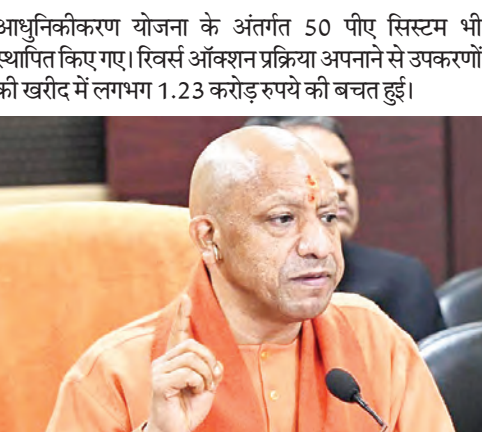 आधुनिकीकरण योजना के अंतर्गत 50 पीए सिस्टम भी
स्थापित किए गए। रिवर्स ऑक्शन प्रक्रिया अपनाने से उपकरणों
की खरीद में लगभग 1.23 करोड़ रुपये की बचत हुई।